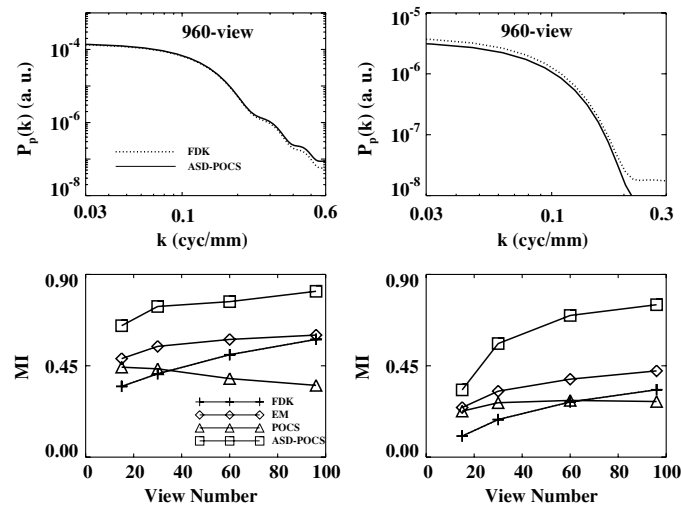 960-view
P_p(k) (a. u.)
10^-4
10^-6
10^-8
FDK
ASD-POCS
0.03 0.1 0.6
k (cyc/mm)
960-view
P_p(k) (a. u.)
10^-5
10^-6
10^-7
10^-8
0.03 0.1 0.3
k (cyc/mm)
MI
0.90
0.45
0.00
FDK
EM
POCS
ASD-POCS
0 20 40 60 80 100
View Number
MI
0.90
0.45
0.00
0 20 40 60 80 100
View Number